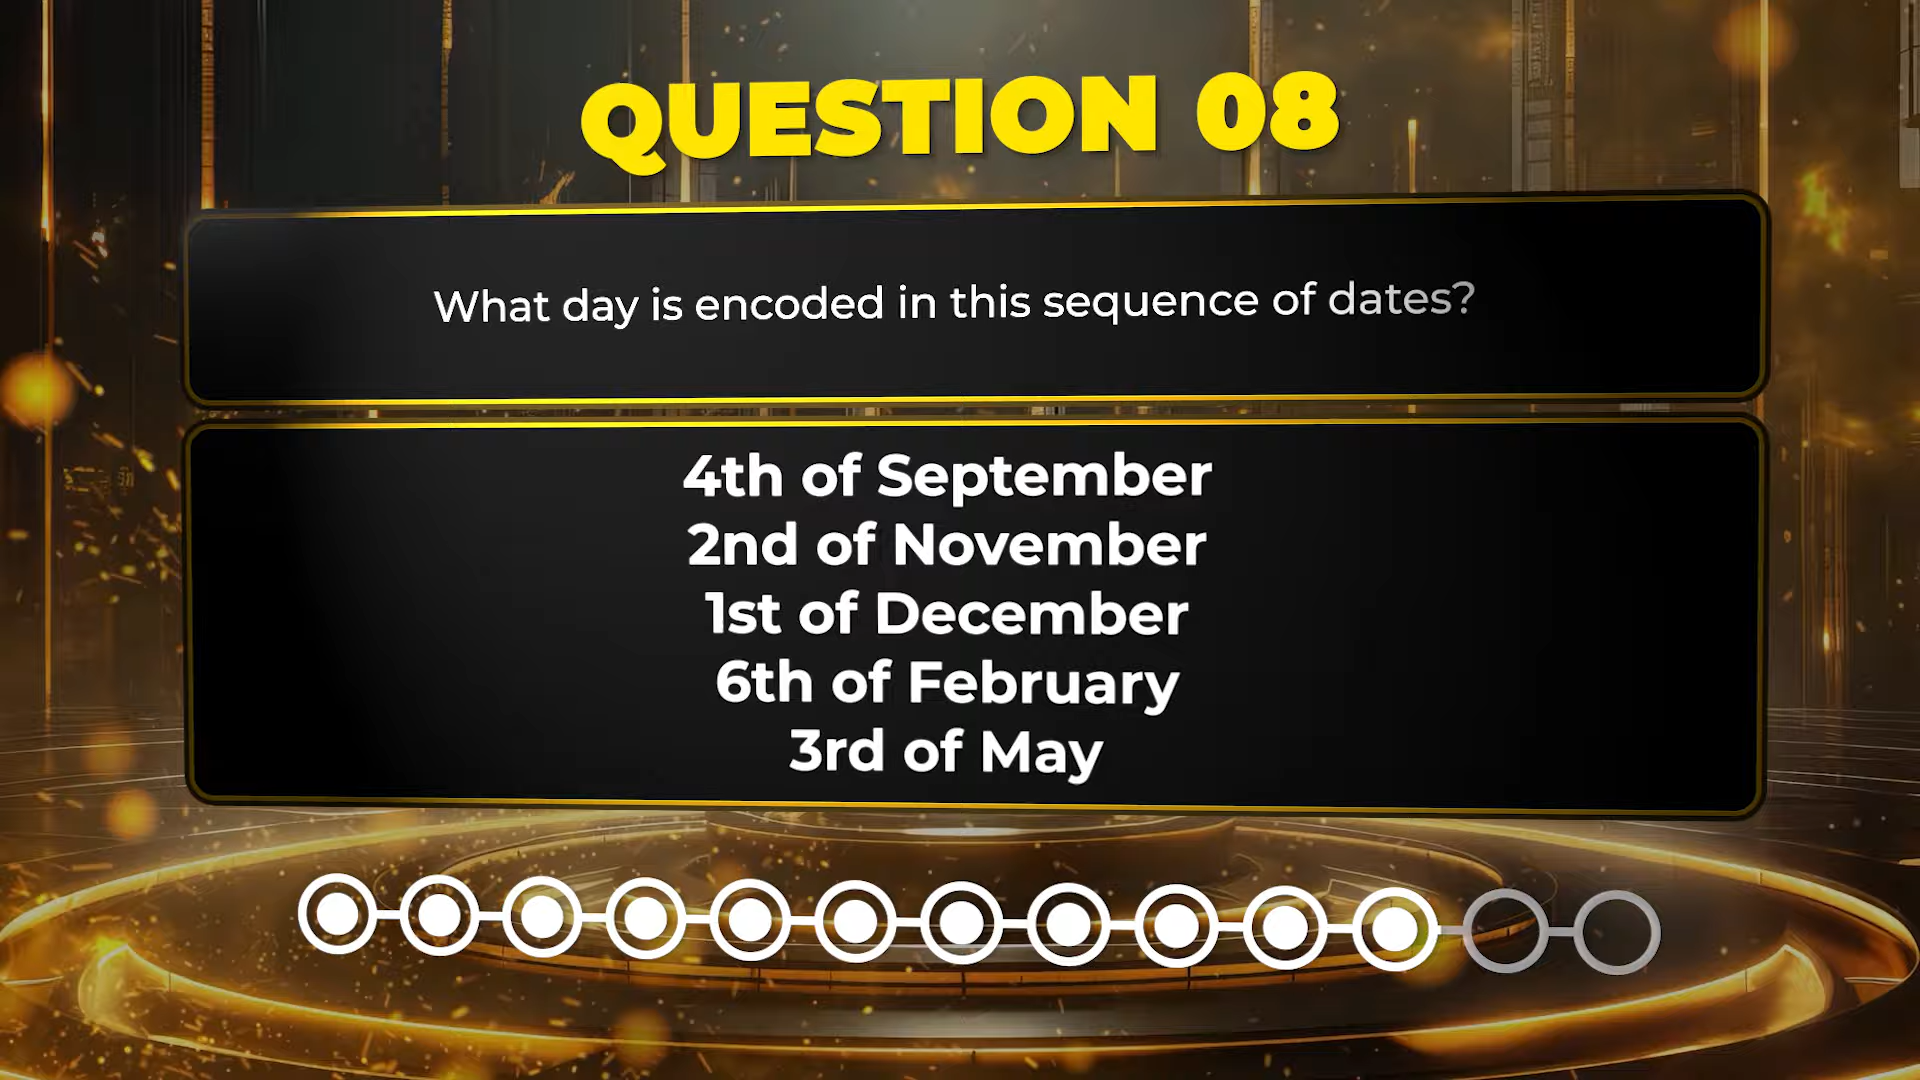 QUESTION 08
What day is encoded in this sequence of dates?
4th of September
2nd of November
1st of December
6th of February
3rd of May